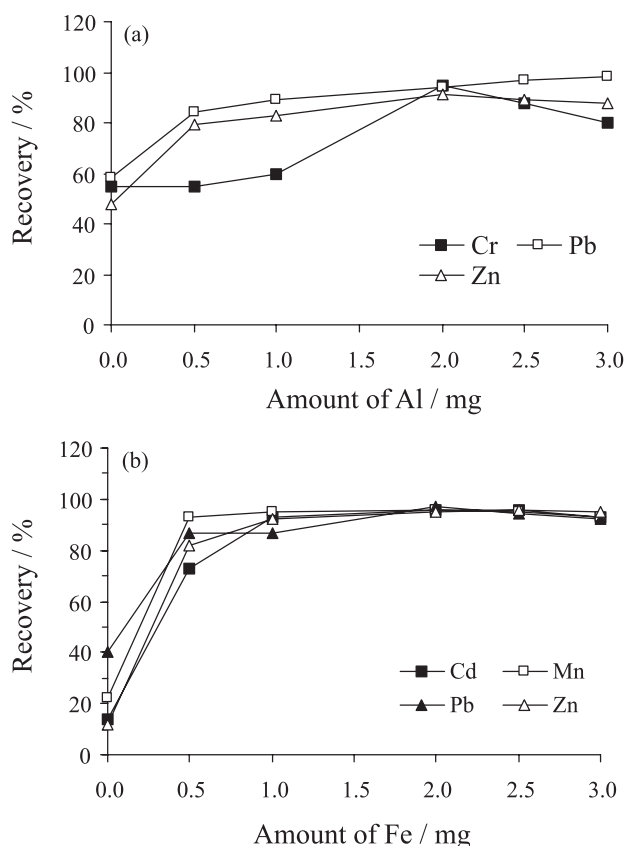 (a)
120
100
80
60
40
20
0
Recovery / %
Cr Pb
Zn
0.0 0.5 1.0 1.5 2.0 2.5 3.0
Amount of Al / mg
(b)
120
100
80
60
40
20
0
Recovery / %
Cd Mn
Pb Zn
0.0 0.5 1.0 1.5 2.0 2.5 3.0
Amount of Fe / mg